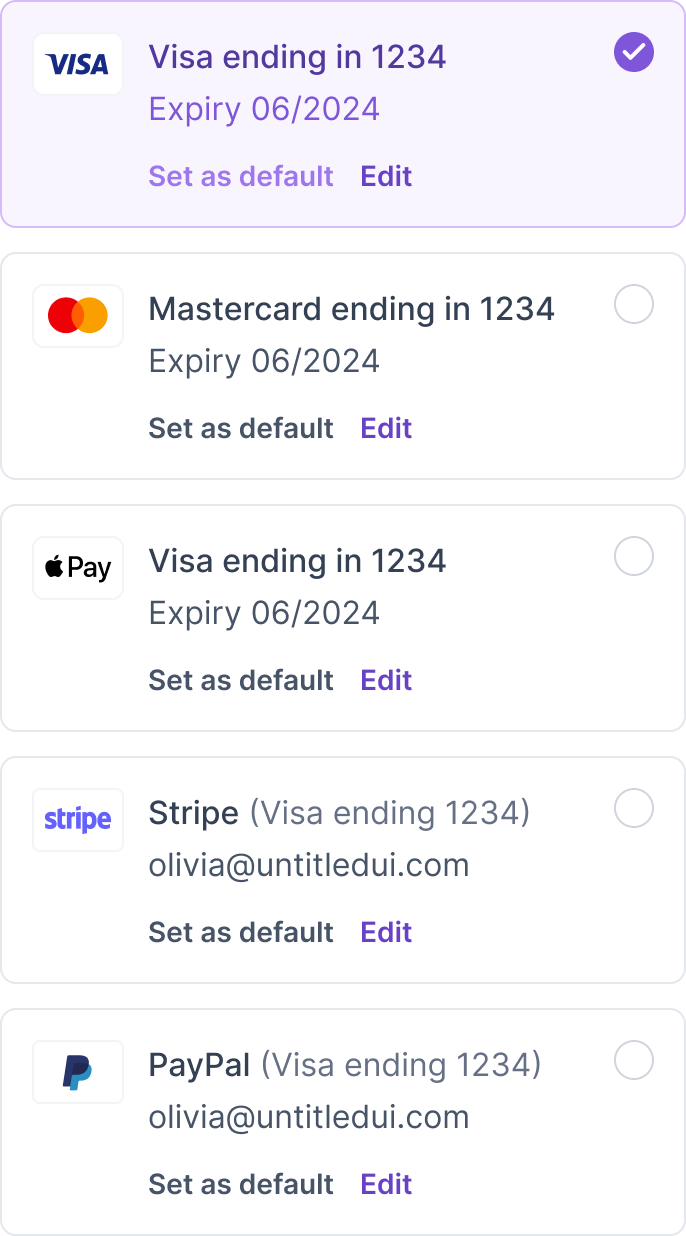 VISA
Visa ending in 1234
Expiry 06/2024
Set as default Edit
Mastercard ending in 1234
Expiry 06/2024
Set as default Edit
Pay
Visa ending in 1234
Expiry 06/2024
Set as default Edit
stripe
Stripe (Visa ending 1234)
olivia@untitledui.com
Set as default Edit
PayPal (Visa ending 1234)
olivia@untitledui.com
Set as default Edit